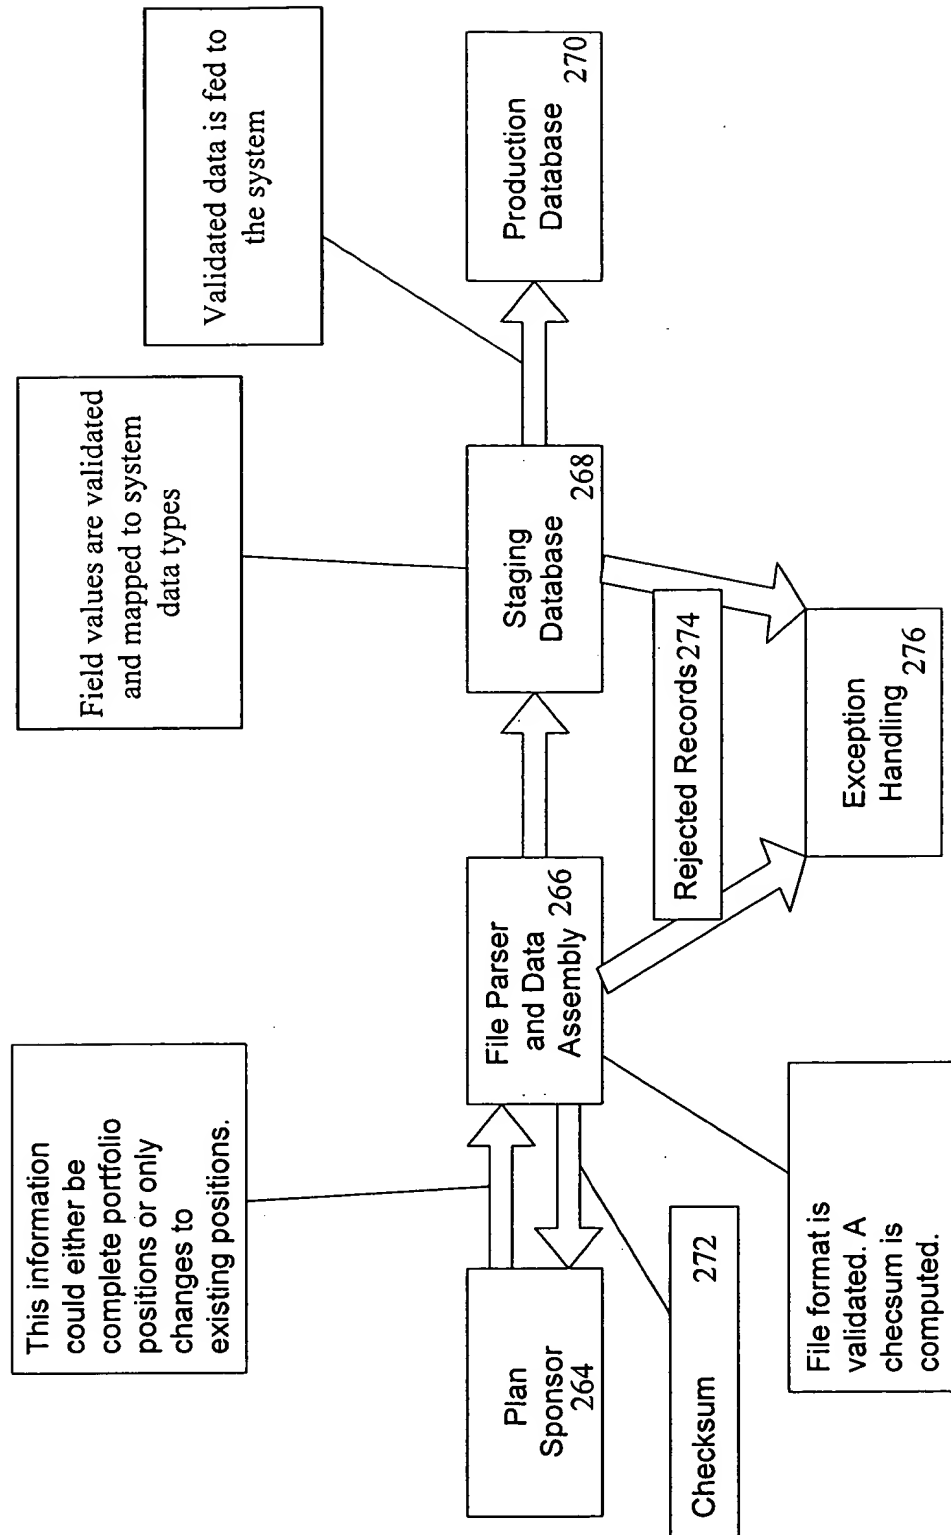 This information
could either be
complete portfolio
positions or only
changes to
existing positions.
Field values are validated
and mapped to system
data types
Validated data is fed to
the system
Plan
Sponsor
264
File Parser
and Data
Assembly 266
Staging
Database
268
Production
Database
270
Checksum 272
Rejected Records 274
File format is
validated. A
checsum is
computed.
Exception
Handling
276